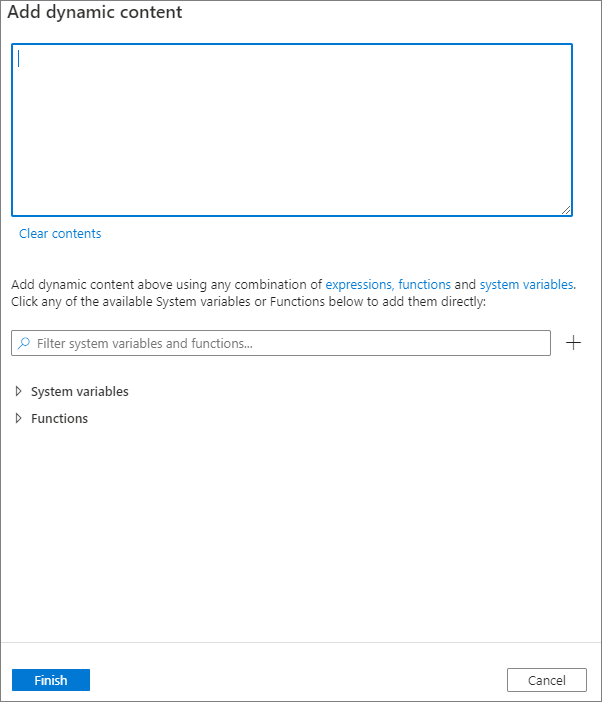 Add dynamic content
Clear contents
Add dynamic content above using any combination of expressions, functions and system variables.
Click any of the available System variables or Functions below to add them directly:
Filter system variables and functions...
System variables
Functions
Finish
Cancel